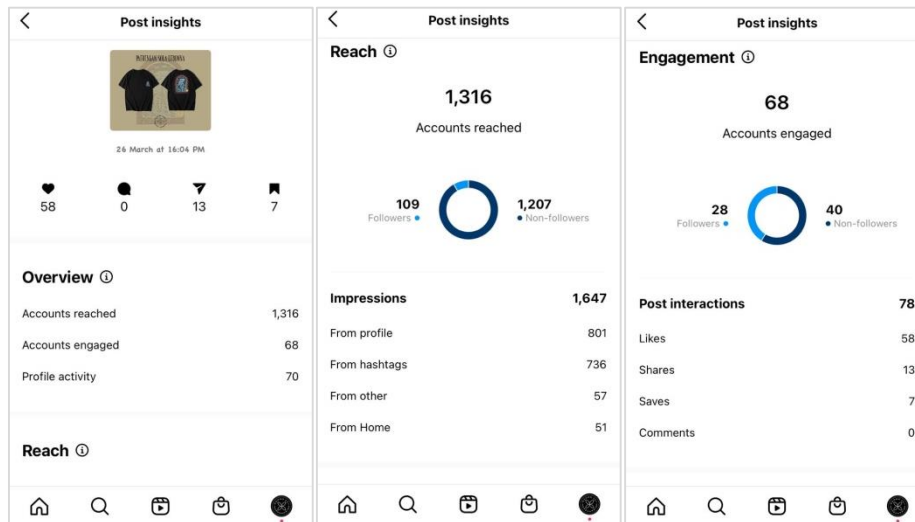 Post insights
26 March at 16:04 PM
58 0 13 7
Overview
Accounts reached 1,316
Accounts engaged 68
Profile activity 70
Reach
Post insights
Reach
1,316
Accounts reached
109 1,207
Followers Non-followers
Impressions 1,647
From profile 801
From hashtags 736
From other 57
From Home 51
Post insights
Engagement
68
Accounts engaged
28 40
Followers Non-followers
Post interactions 78
Likes 58
Shares 13
Saves 7
Comments 0